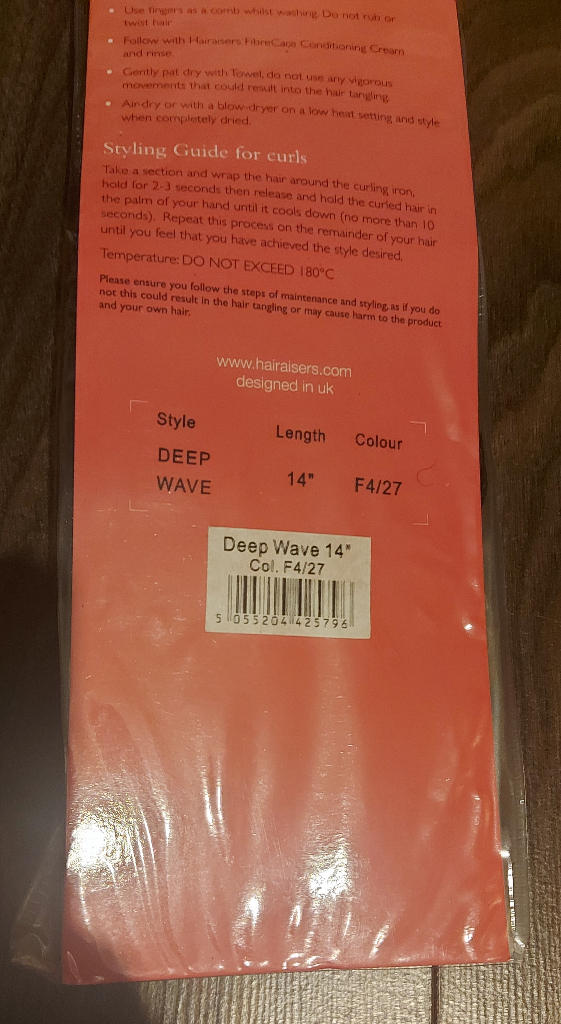 • Use fingers as a comb whilst washing. Do not rub or
twist hair
• Follow with Hairaisers FibreCare Conditioning Cream
and rinse.
• Gently pat dry with Towel, do not use any vigorous
movements that could result into the hair tangling.
• Air-dry or with a blow-dryer on a low heat setting and style
when completely dried.
Styling Guide for curls
Take a section and wrap the hair around the curling iron,
hold for 2-3 seconds then release and hold the curled hair in
the palm of your hand until it cools down (no more than 10
seconds). Repeat this process on the remainder of your hair
until you feel that you have achieved the style desired.
Temperature: DO NOT EXCEED 180°C
Please ensure you follow the steps of maintenance and styling, as if you do
not this could result in the hair tangling or may cause harm to the product
and your own hair.
www.hairaisers.com
designed in uk
Style Length Colour
DEEP
WAVE 14" F4/27
Deep Wave 14"
Col. F4/27
5 055204 425796